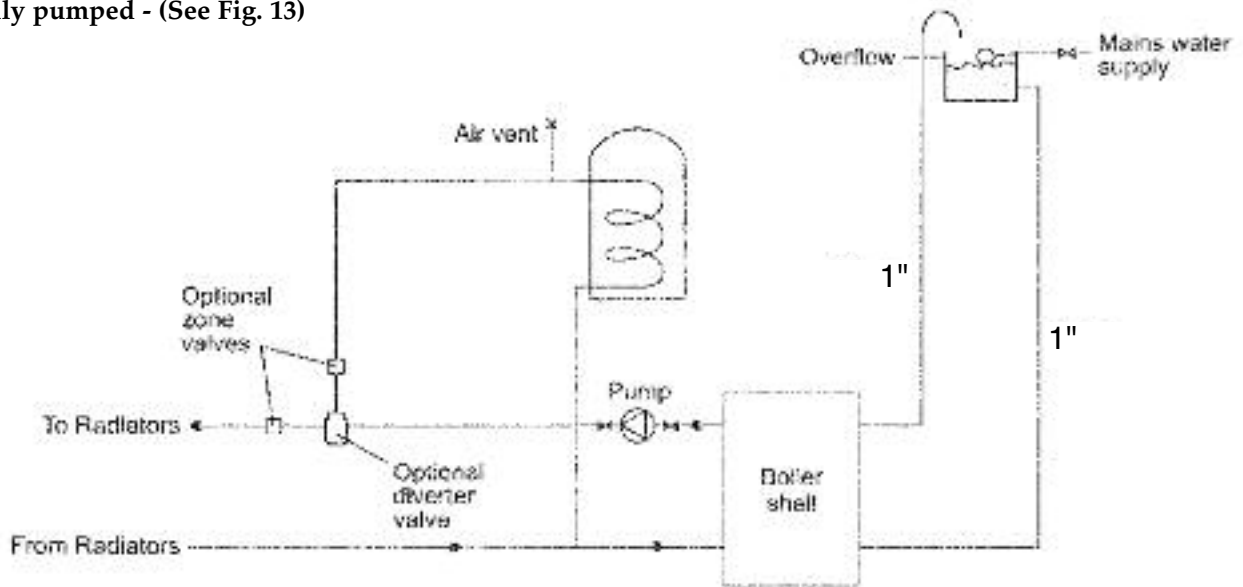 lly pumped - (See Fig. 13)
Overflow
Mains water
supply
Air vent
1"
Optional
zone
valves
1"
Pump
To Radiators
Optional
diverter
valve
Boiler
shell
From Radiators